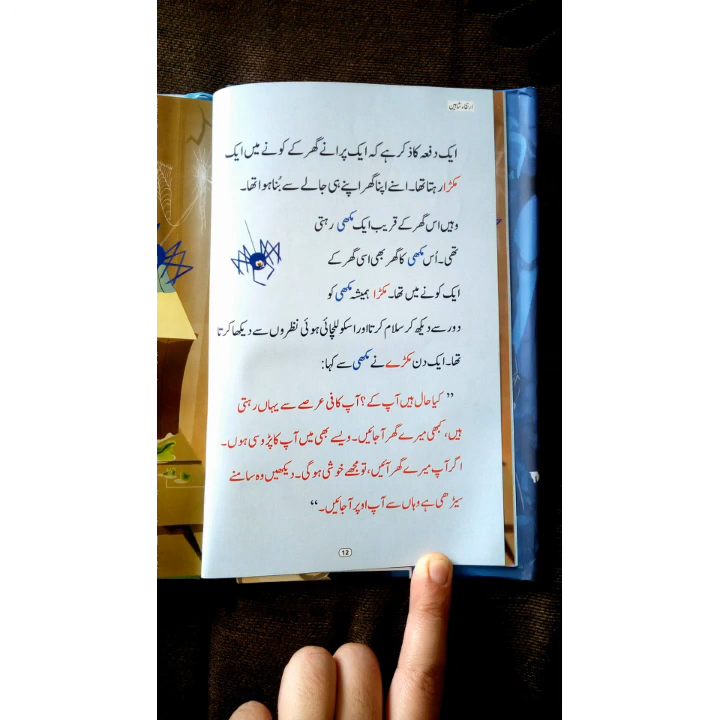 ارتقاء شاہین
ایک دفعہ کا ذکر ہے کہ ایک پرانے گھر کے کونے میں ایک
مکڑا رہتا تھا۔ اسنے اپنا گھر اپنے ہی جالے سے بُنا ہوا تھا۔
وہیں اس گھر کے قریب ایک مکھی رہتی
تھی۔ اُس مکھی کا گھر بھی اسی گھر کے
ایک کونے میں تھا۔ مکڑا ہمیشہ مکھی کو
دور سے دیکھ کر سلام کرتا اور اسکو للچائی ہوئی نظروں سے دیکھا کرتا
تھا۔ ایک دن مکڑے نے مکھی سے کہا:
”کیا حال ہیں آپ کے؟ آپ کافی عرصے سے یہاں رہتی
ہیں، کبھی میرے گھر آجائیں۔ ویسے بھی میں آپ کا پڑوسی ہوں۔
اگر آپ میرے گھر آئیں، تو مجھے خوشی ہوگی۔ دیکھیں وہ سامنے
سیڑھی ہے وہاں سے آپ اوپر آجائیں۔“
12